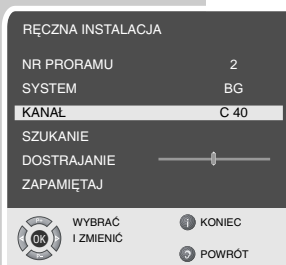 RĘCZNA INSTALACJA
NR PRORAMU 2
SYSTEM BG
KANAŁ C 40
SZUKANIE
DOSTRAJANIE
ZAPAMIĘTAJ
OK WYBRAĆ I ZMIENIĆ
i KONIEC
POWRÓT